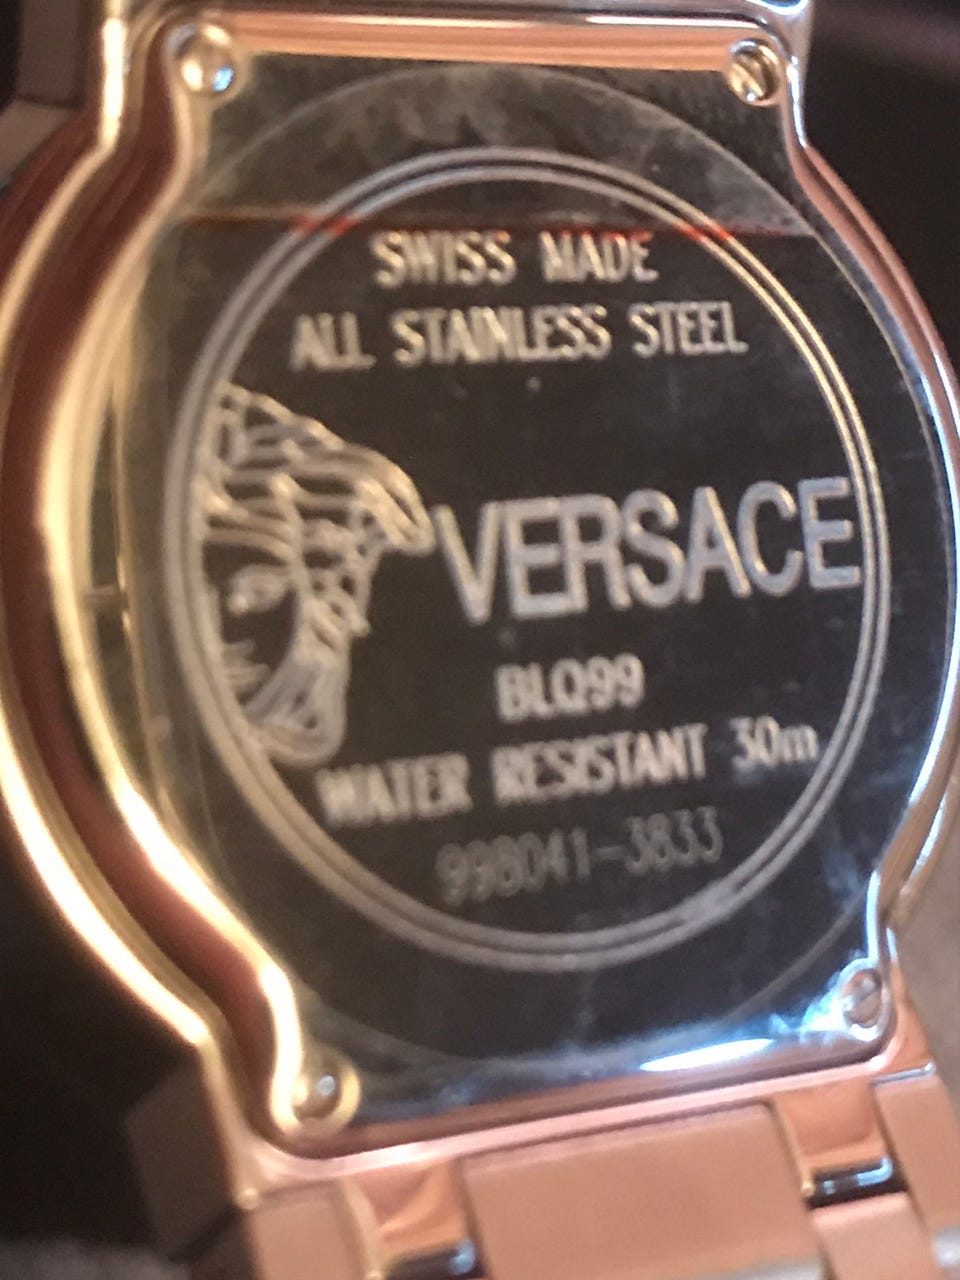 SWISS MADE
ALL STAINLESS STEEL
VERSACE
BLQ99
WATER RESISTANT 30m
998041-3833